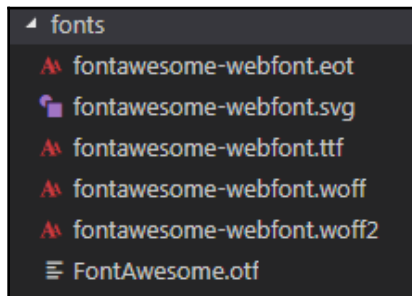 fonts
fontawesome-webfont.eot
fontawesome-webfont.svg
fontawesome-webfont.ttf
fontawesome-webfont.woff
fontawesome-webfont.woff2
FontAwesome.otf